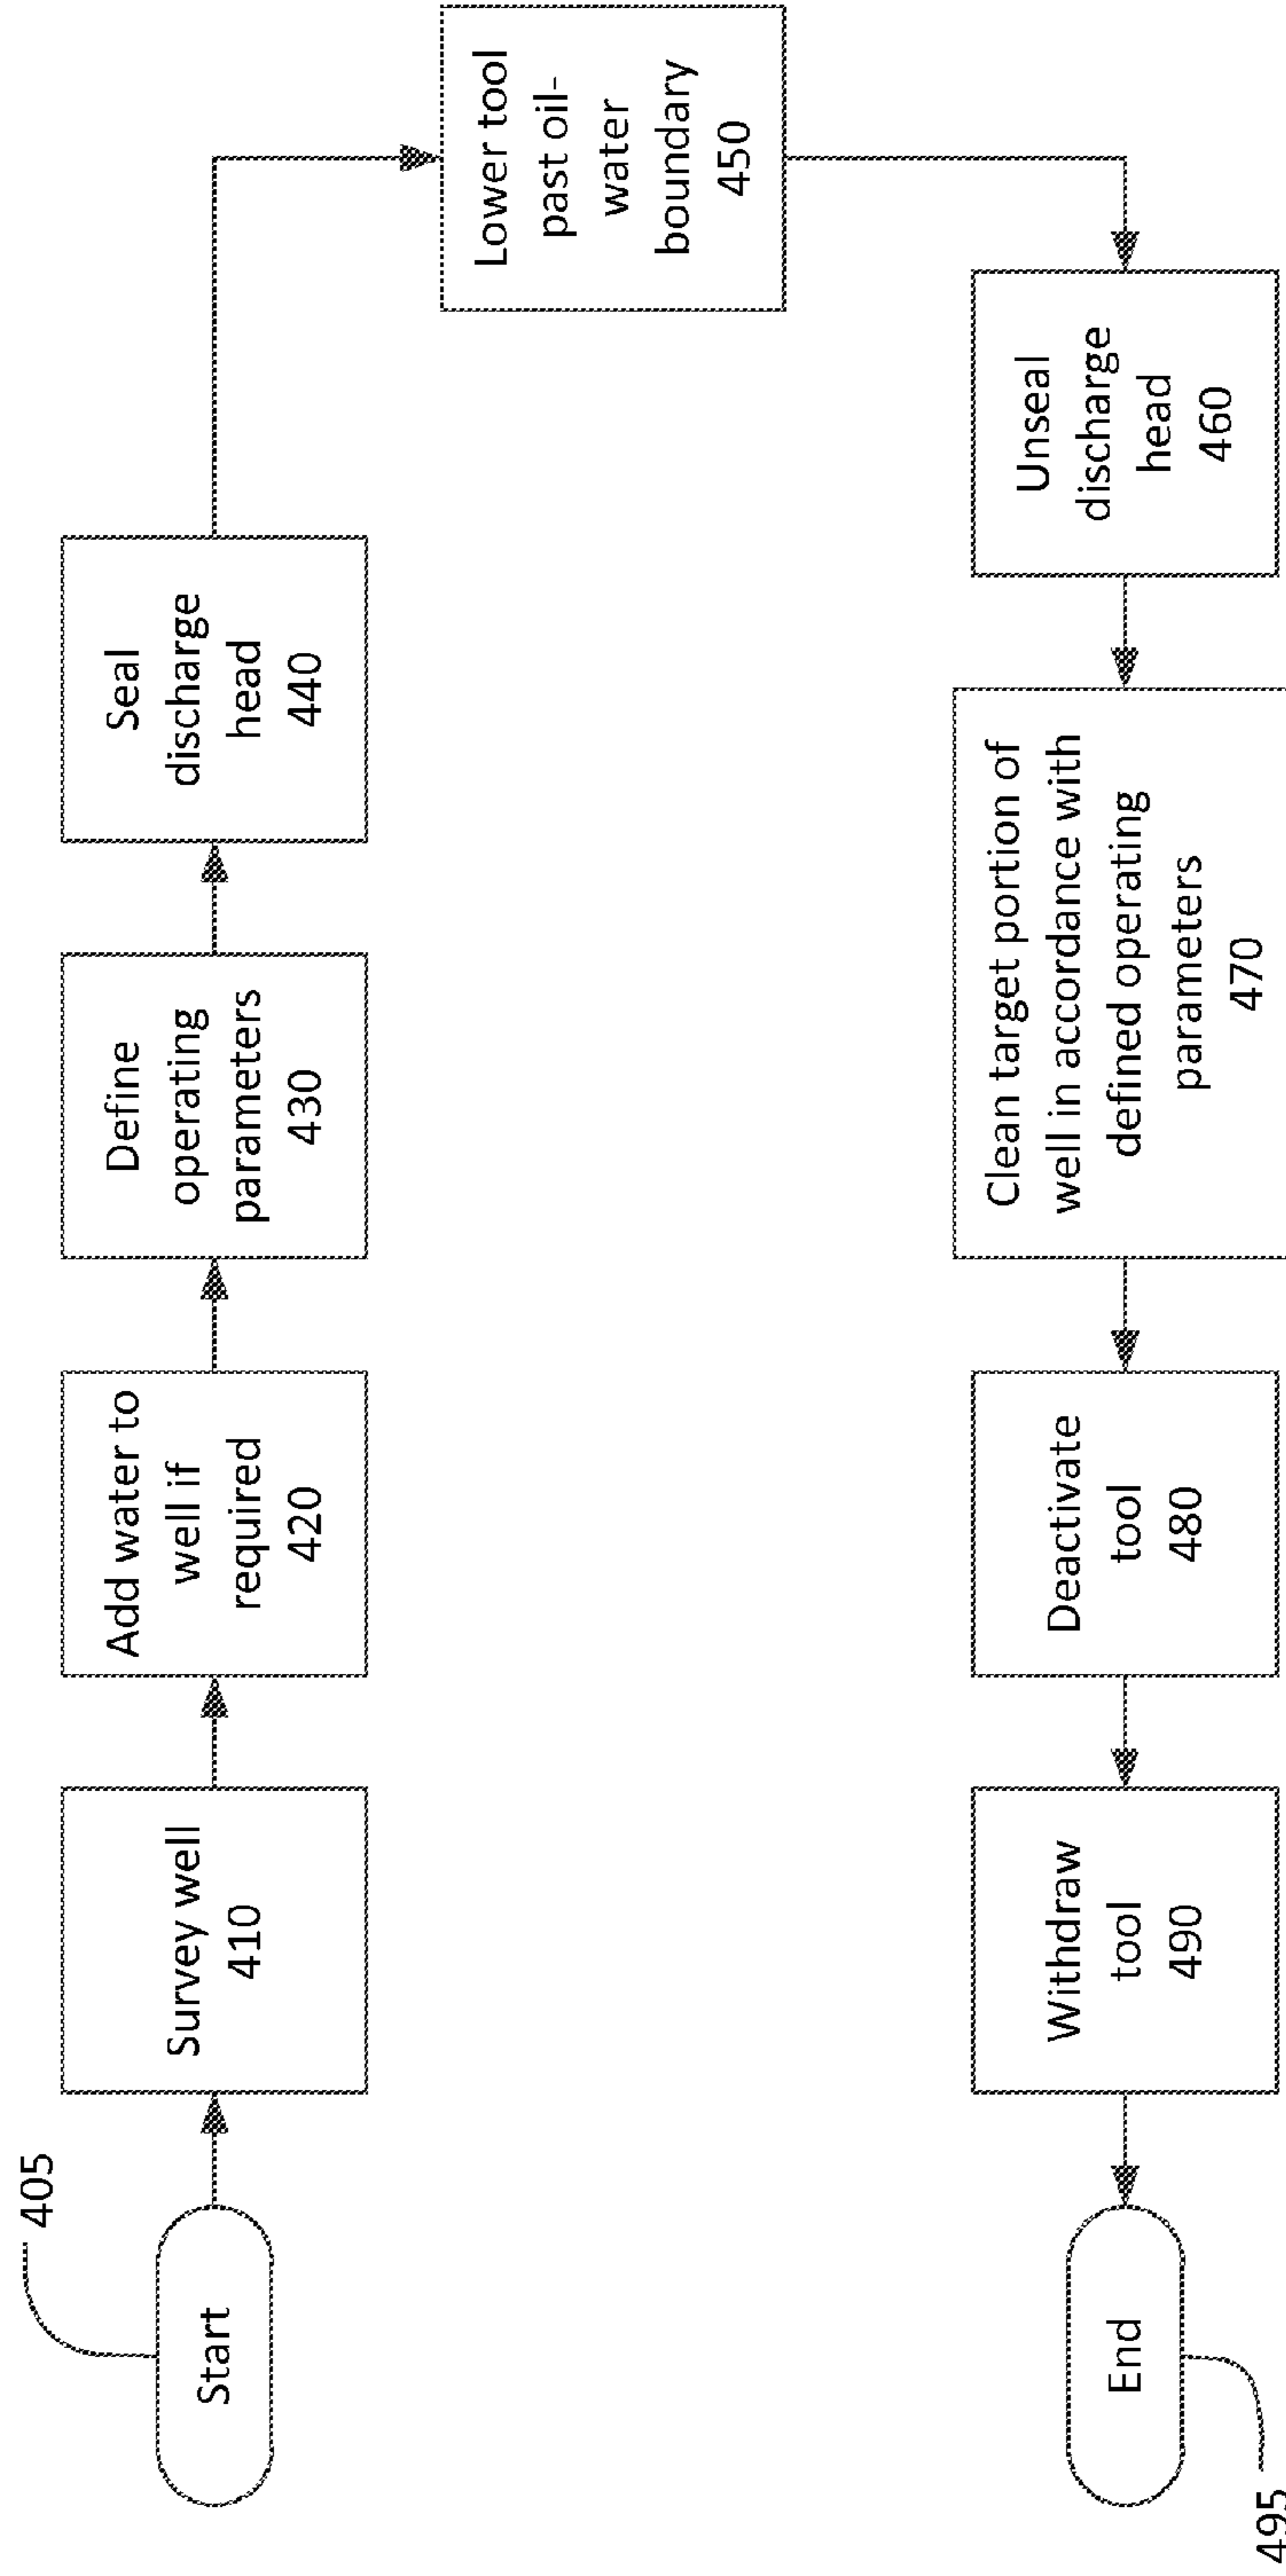 405
Start
Survey well
410
Add water to
well if
required
420
Define
operating
parameters
430
Seal
discharge
head
440
Lower tool
past oil-
water
boundary
450
Unseal
discharge
head
460
Clean target portion of
well in accordance with
defined operating
parameters
470
Deactivate
tool
480
Withdraw
tool
490
End
495